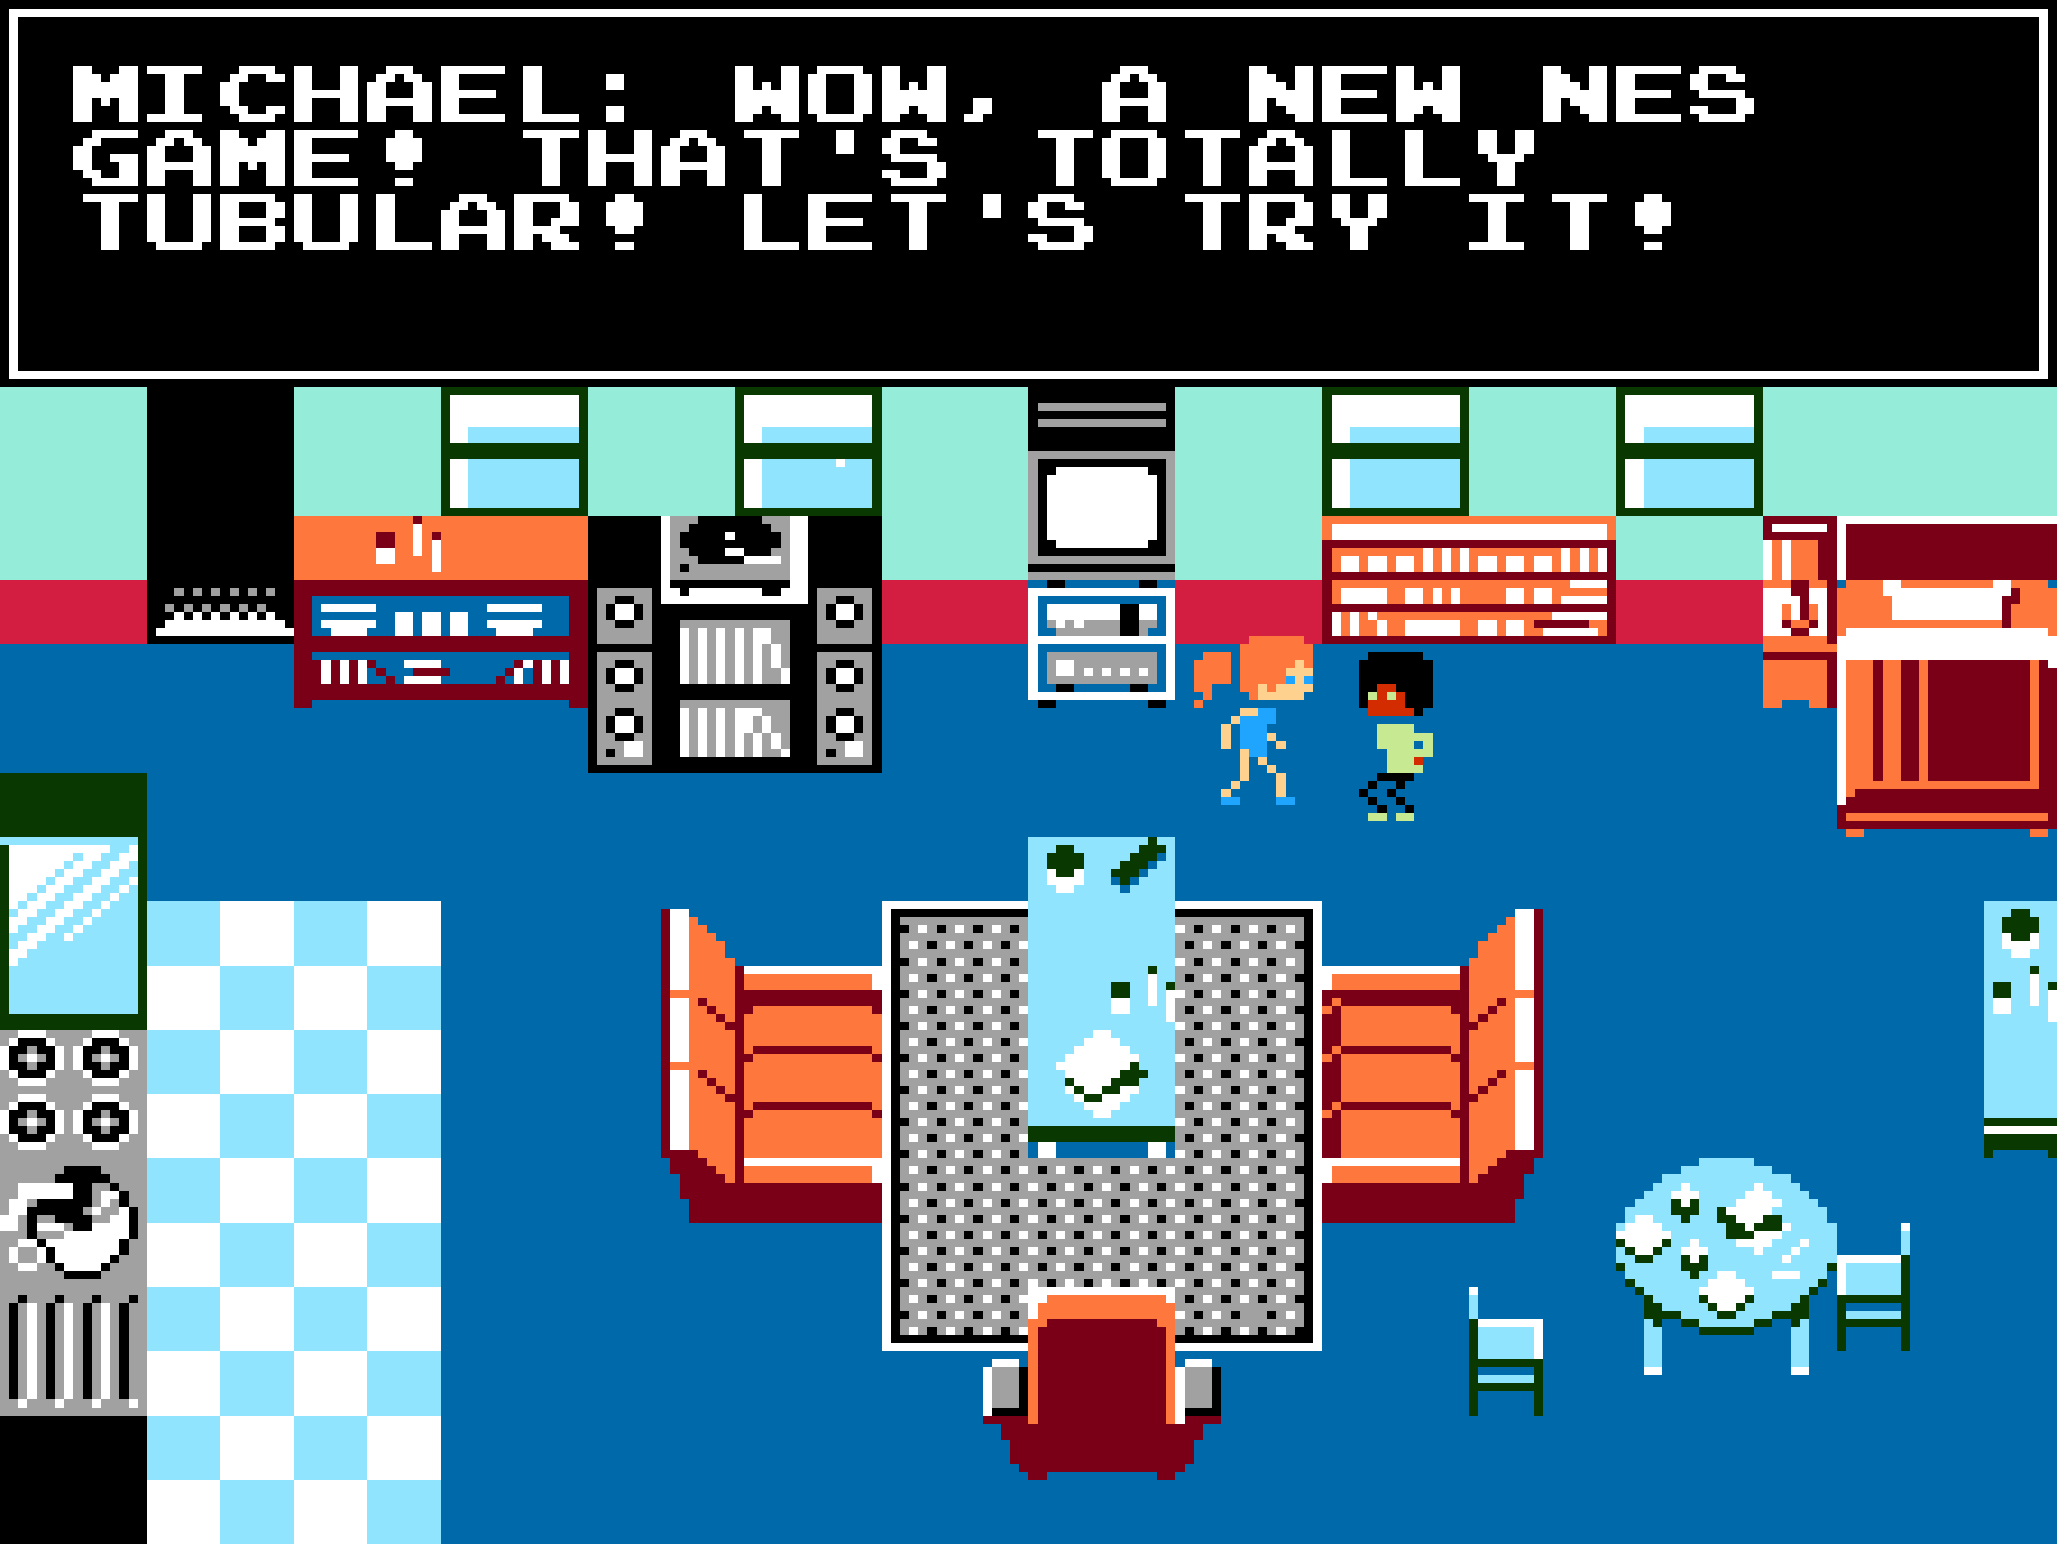 MICHAEL: WOW, A NEW NES
GAME! THAT'S TOTALLY
TUBULAR! LET'S TRY IT!